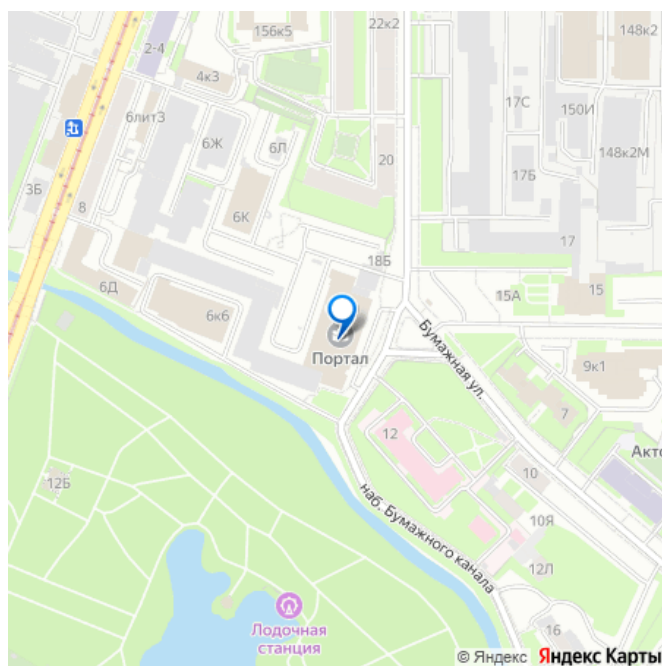 22к2
148к2
156к5
2-4
4к3
17С
150И
6литЗ
6Ж
6Л
148к2М
20
17Б
3Б
8
6К
17
18Б
6Д
15А
15
6к6
Бумажная ул.
Портал
9к1
7
12
Акто
10
12Б
наб. Бумажного канала
10Я
12Л
Лодочная
станция
16
© Яндекс Яндекс Карты